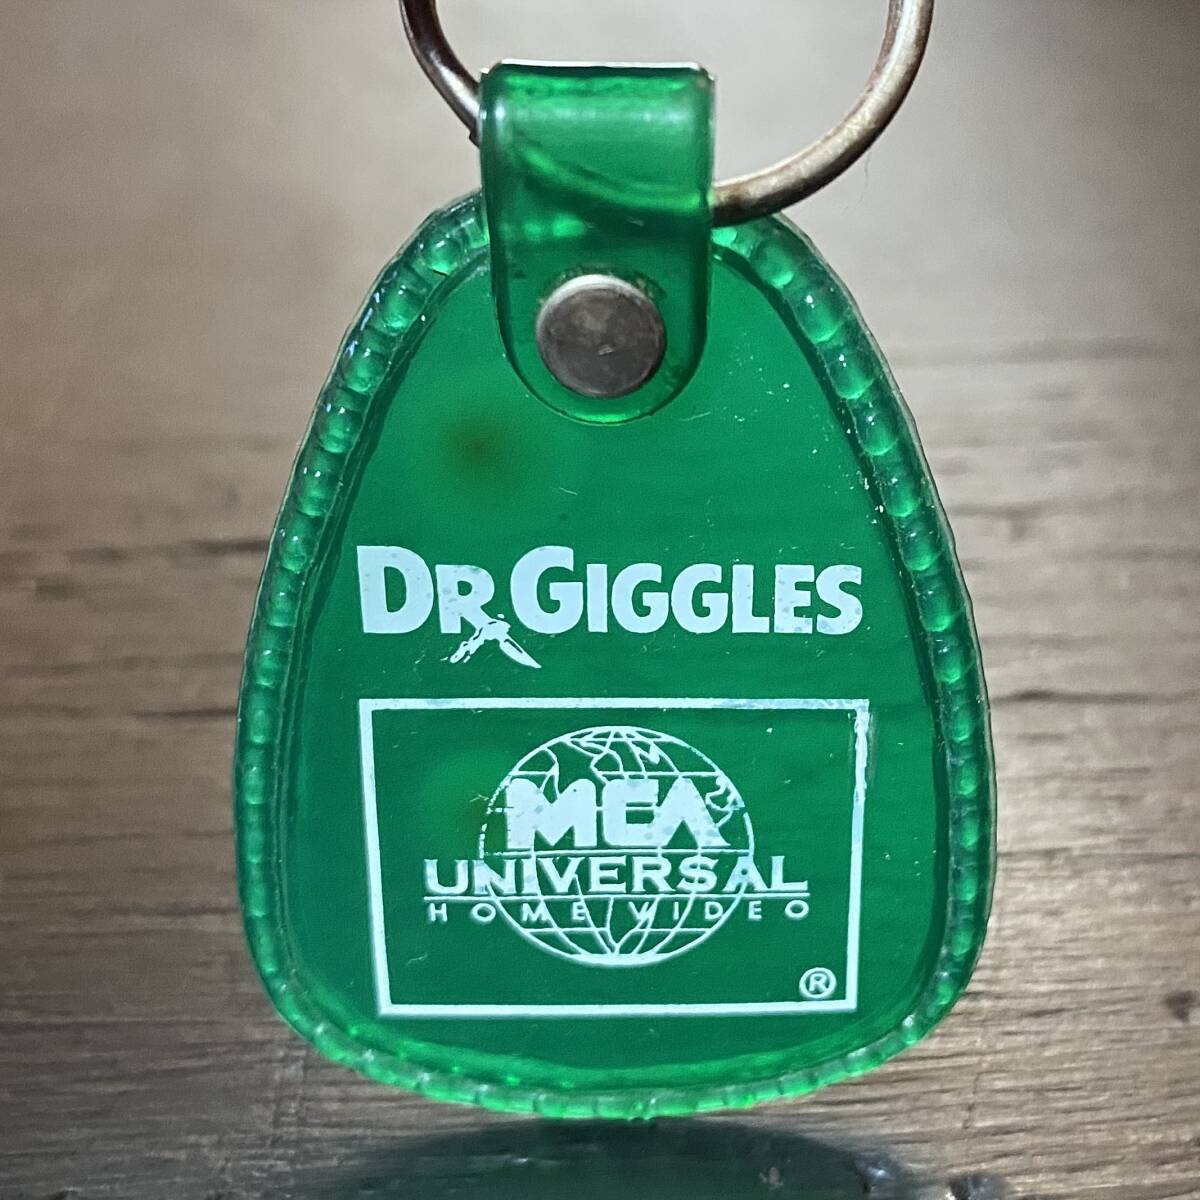 DR. GIGGLES
MCA
UNIVERSAL
HOME VIDEO
®